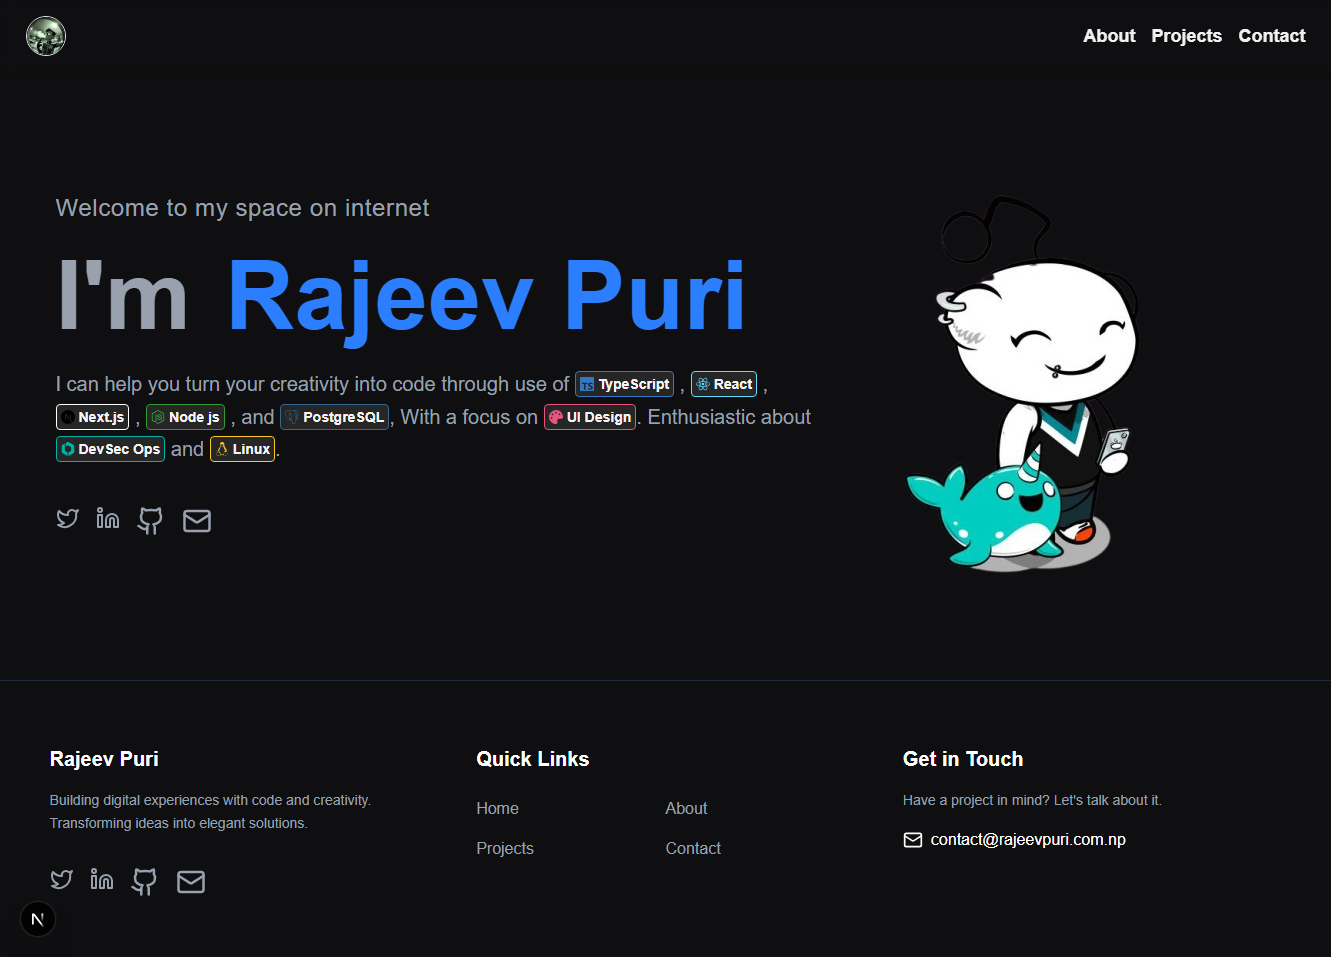 About Projects Contact
Welcome to my space on internet
I'm Rajeev Puri
I can help you turn your creativity into code through use of TS TypeScript , React ,
N Next.js , Node js , and PostgreSQL, With a focus on UI Design. Enthusiastic about
DevSec Ops and Linux.
Rajeev Puri
Building digital experiences with code and creativity.
Transforming ideas into elegant solutions.
Quick Links
Home About
Projects Contact
Get in Touch
Have a project in mind? Let's talk about it.
contact@rajeevpuri.com.np
N